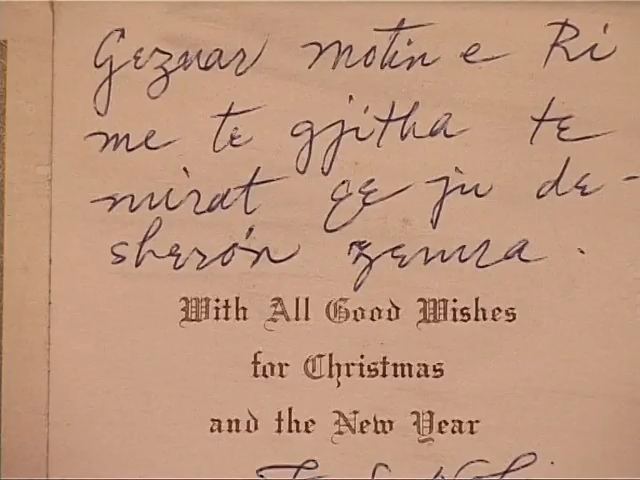 Gezuar motin e Ri
me te gjitha te
mirat qe ju de-
sherón zemra .
With All Good Wishes
for Christmas
and the New Year